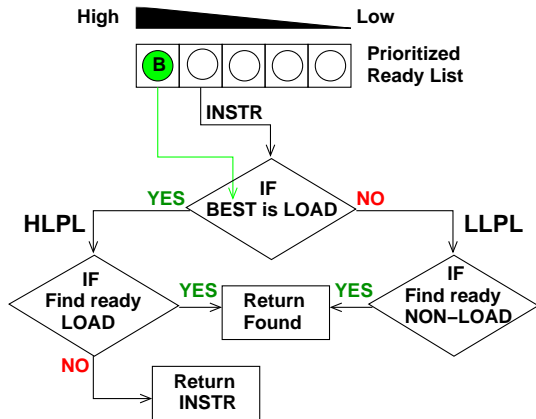 High
Low
B
Prioritized
Ready List
INSTR
IF
BEST is LOAD
YES
NO
HLPL
LLPL
IF
Find ready
LOAD
YES
Return
Found
YES
IF
Find ready
NON–LOAD
NO
Return
INSTR